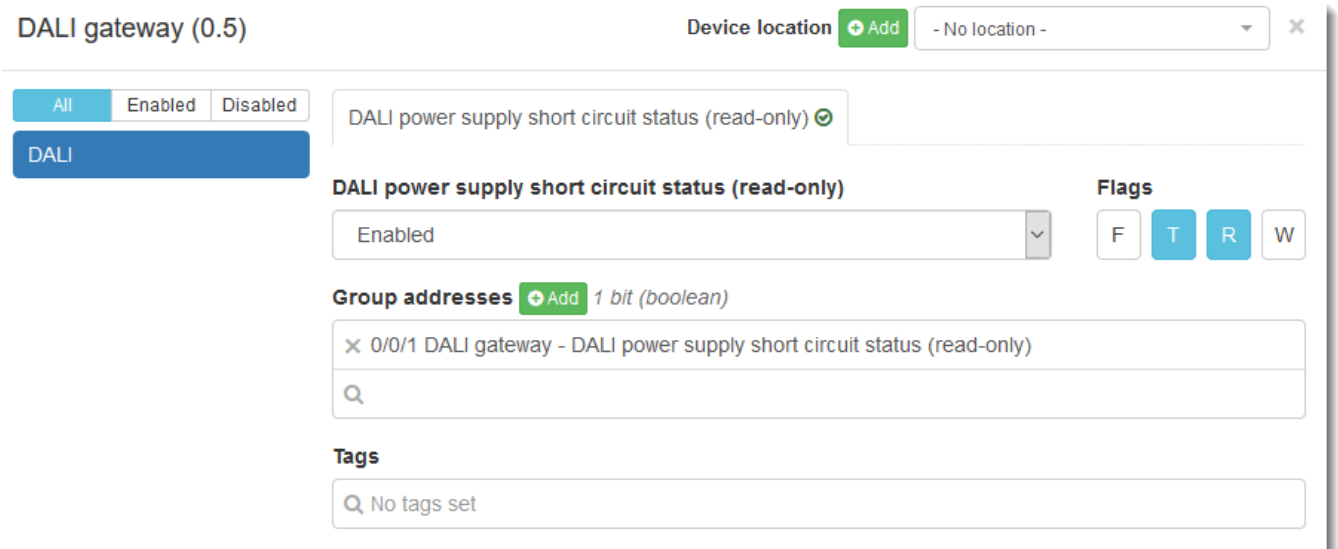 DALI gateway (0.5)
Device location Add - No location -
All Enabled Disabled
DALI
DALI power supply short circuit status (read-only)
DALI power supply short circuit status (read-only) Flags
Enabled F T R W
Group addresses Add 1 bit (boolean)
0/0/1 DALI gateway - DALI power supply short circuit status (read-only)
Tags
No tags set